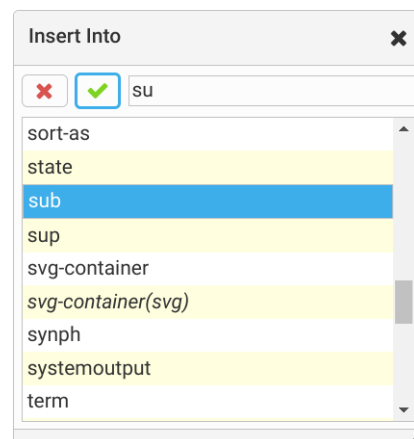 Insert Into
su
sort-as
state
sub
sup
svg-container
svg-container(svg)
synph
systemoutput
term